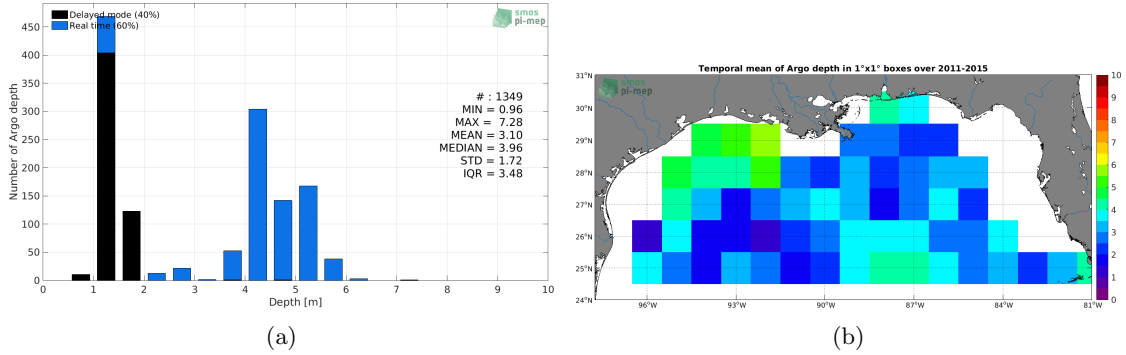 Delayed mode (40%)
Real time (60%)
smos
pi-mep
Number of Argo depth
450
400
350
300
250
200
150
100
50
0
# : 1349
MIN = 0.96
MAX = 7.28
MEAN = 3.10
MEDIAN = 3.96
STD = 1.72
IQR = 3.48
0 1 2 3 4 5 6 7 8 9 10
Depth [m]
(a)
Temporal mean of Argo depth in 1°x1° boxes over 2011-2015
smos
pi-mep
31°N
30°N
29°N
28°N
27°N
26°N
25°N
24°N
96°W 93°W 90°W 87°W 84°W 81°W
10
9
8
7
6
5
4
3
2
1
0
(b)